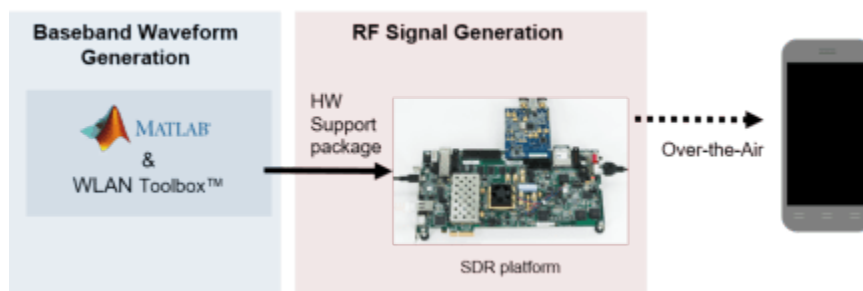 Baseband Waveform
Generation
MATLAB®
&
WLAN Toolbox™
RF Signal Generation
HW
Support
package
SDR platform
Over-the-Air